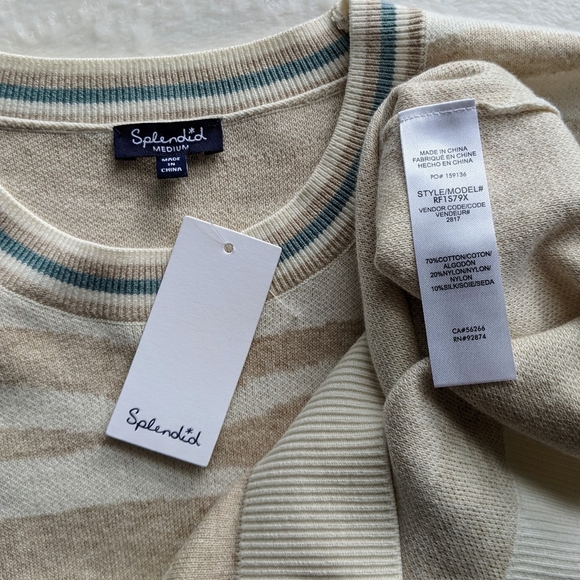 Splendid
MEDIUM
MADE IN
CHINA
Splendid
MADE IN CHINA
FABRIQUÉ EN CHINE
HECHO EN CHINA
PO# 159136
STYLE/MODEL#
RF1579X
VENDOR CODE/CODE
VENDEUR#
2817
70%COTTON/COTON/
ALGODÓN
20%NYLON/NYLON/
NYLON
10%SILK/SOIE/SEDA
CA#56266
RN#92874